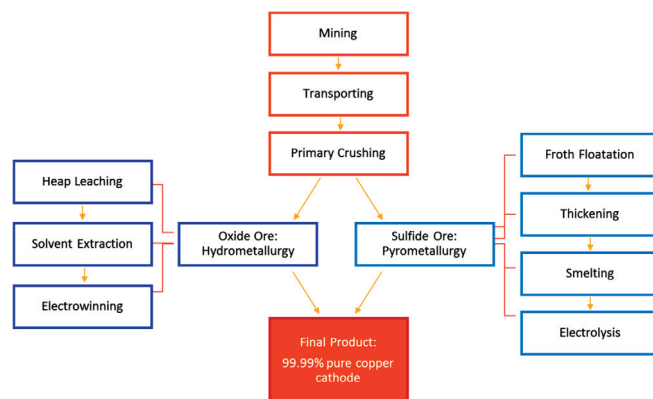 Mining
Transporting
Primary Crushing
Heap Leaching
Solvent Extraction
Electrowinning
Oxide Ore:
Hydrometallurgy
Sulfide Ore:
Pyrometallurgy
Froth Floatation
Thickening
Smelting
Electrolysis
Final Product:
99.99% pure copper
cathode